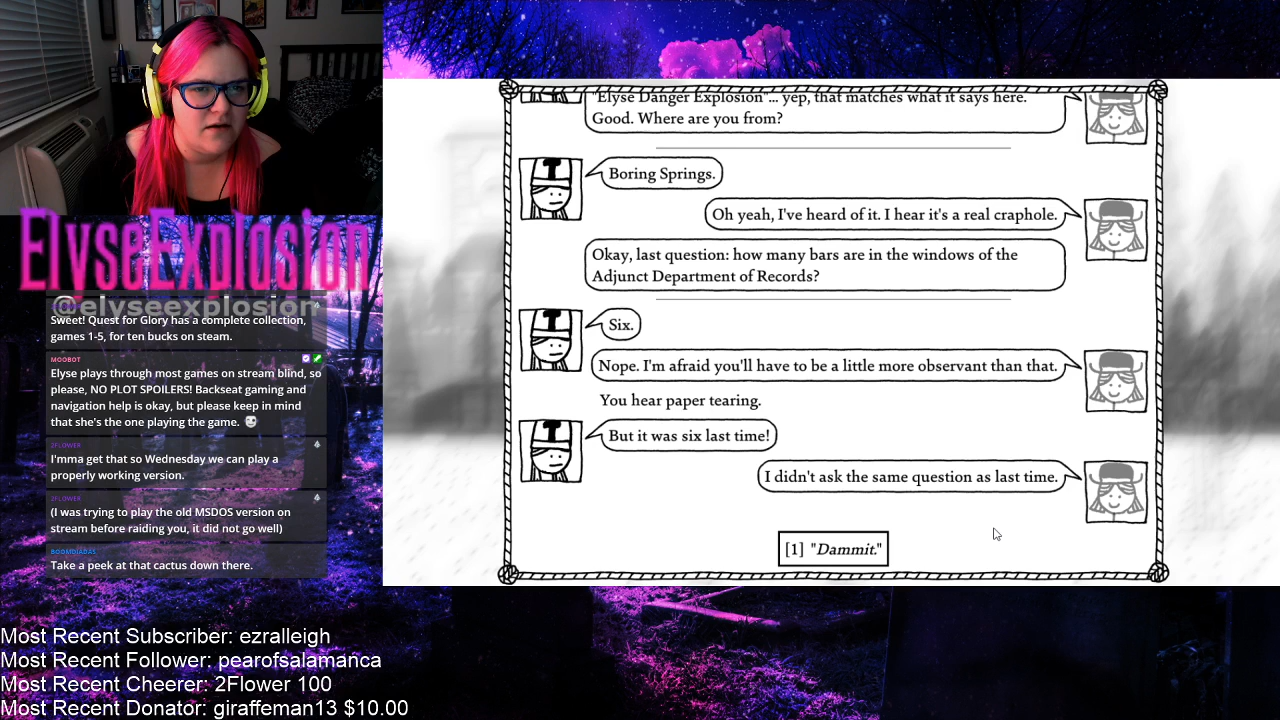 "Elyse Danger Explosion"... yep, that matches what it says here.
Good. Where are you from?
Boring Springs.
Oh yeah, I've heard of it. I hear it's a real craphole.
Okay, last question: how many bars are in the windows of the
Adjunct Department of Records?
Six.
Nope. I'm afraid you'll have to be a little more observant than that.
You hear paper tearing.
But it was six last time!
I didn't ask the same question as last time.
[1] "Dammit."
ElyseExplosion
@elyseexplosion
Sweet! Quest for Glory has a complete collection,
games 1-5, for ten bucks on steam.
MOOBOT
Elyse plays through most games on stream blind, so
please, NO PLOT SPOILERS! Backseat gaming and
navigation help is okay, but please keep in mind
that she's the one playing the game.
2FLOWER
I'mma get that so Wednesday we can play a
properly working version.
2FLOWER
(I was trying to play the old MSDOS version on
stream before raiding you, it did not go well)
BOOMDIADAS
Take a peek at that cactus down there.
Most Recent Subscriber: ezralleigh
Most Recent Follower: pearofsalamanca
Most Recent Cheerer: 2Flower 100
Most Recent Donator: giraffeman13 $10.00